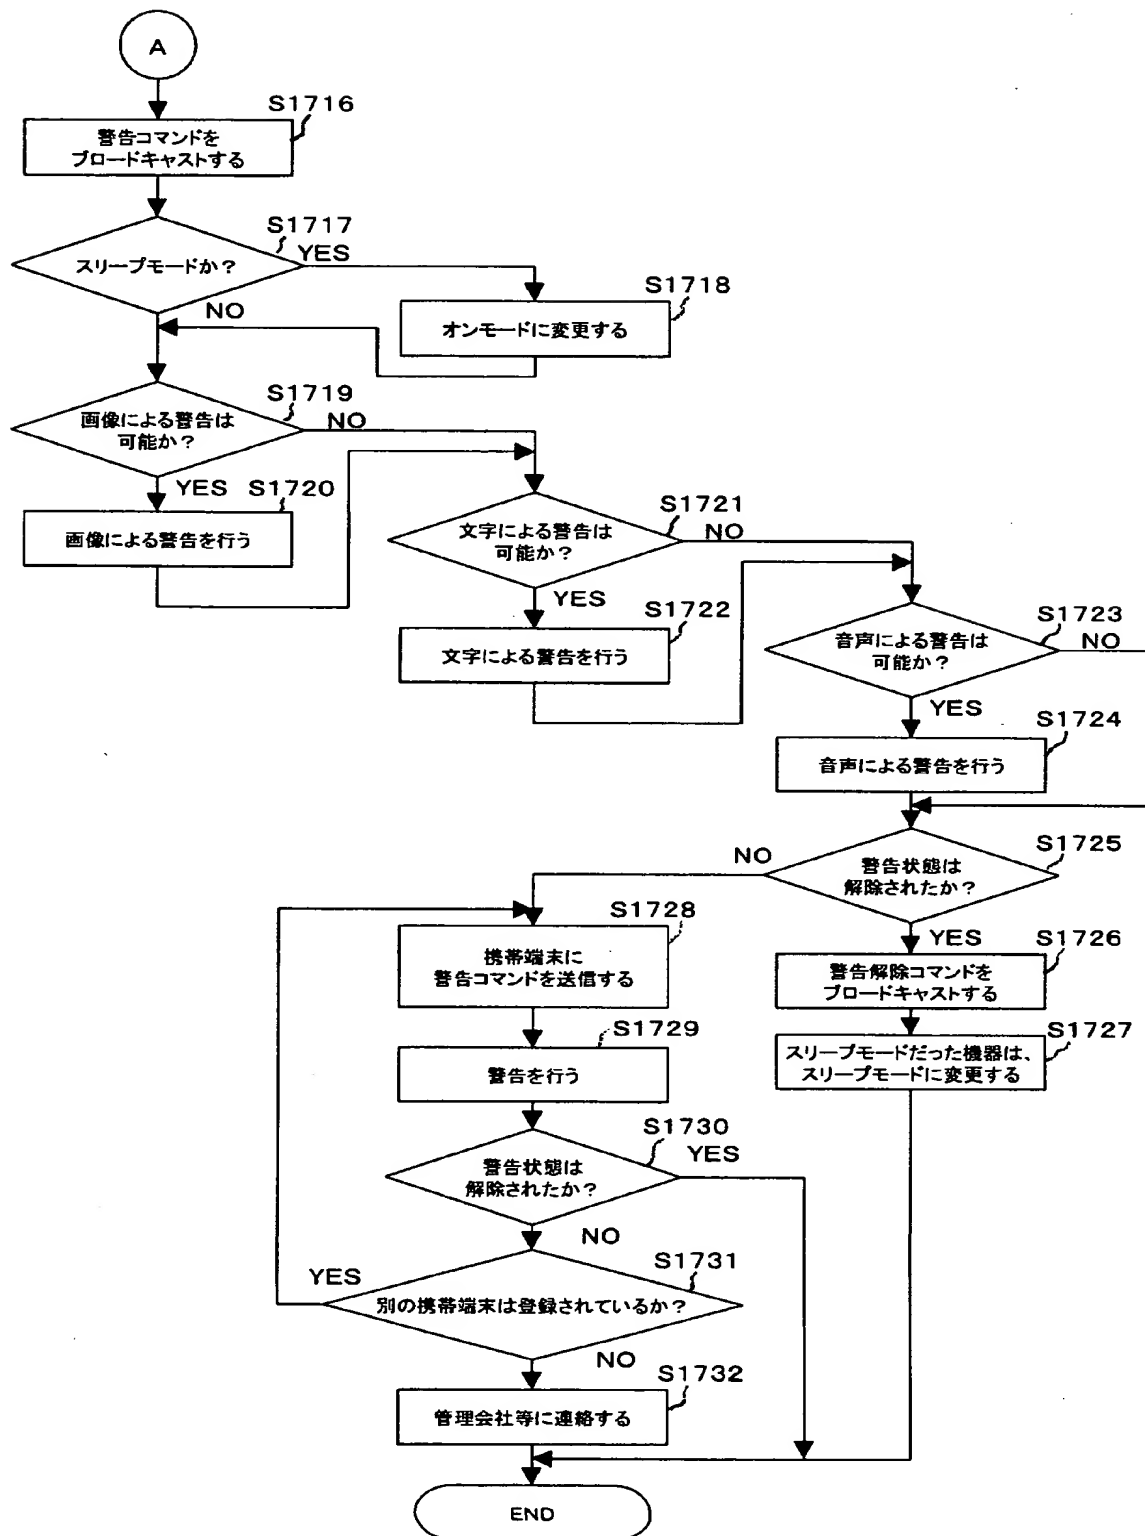 A
S1716
警告コマンドを
ブロードキャストする
S1717
スリープモードか？
YES
NO
S1718
オンモードに変更する
S1719
画像による警告は
可能か？
NO
YES
S1720
画像による警告を行う
S1721
文字による警告は
可能か？
NO
YES
S1722
文字による警告を行う
S1723
音声による警告は
可能か？
NO
YES
S1724
音声による警告を行う
S1725
警告状態は
解除されたか？
NO
YES
S1726
警告解除コマンドを
ブロードキャストする
S1727
スリープモードだった機器は、
スリープモードに変更する
S1728
携帯端末に
警告コマンドを送信する
S1729
警告を行う
S1730
警告状態は
解除されたか？
YES
NO
S1731
別の携帯端末は登録されているか？
YES
NO
S1732
管理会社等に連絡する
END